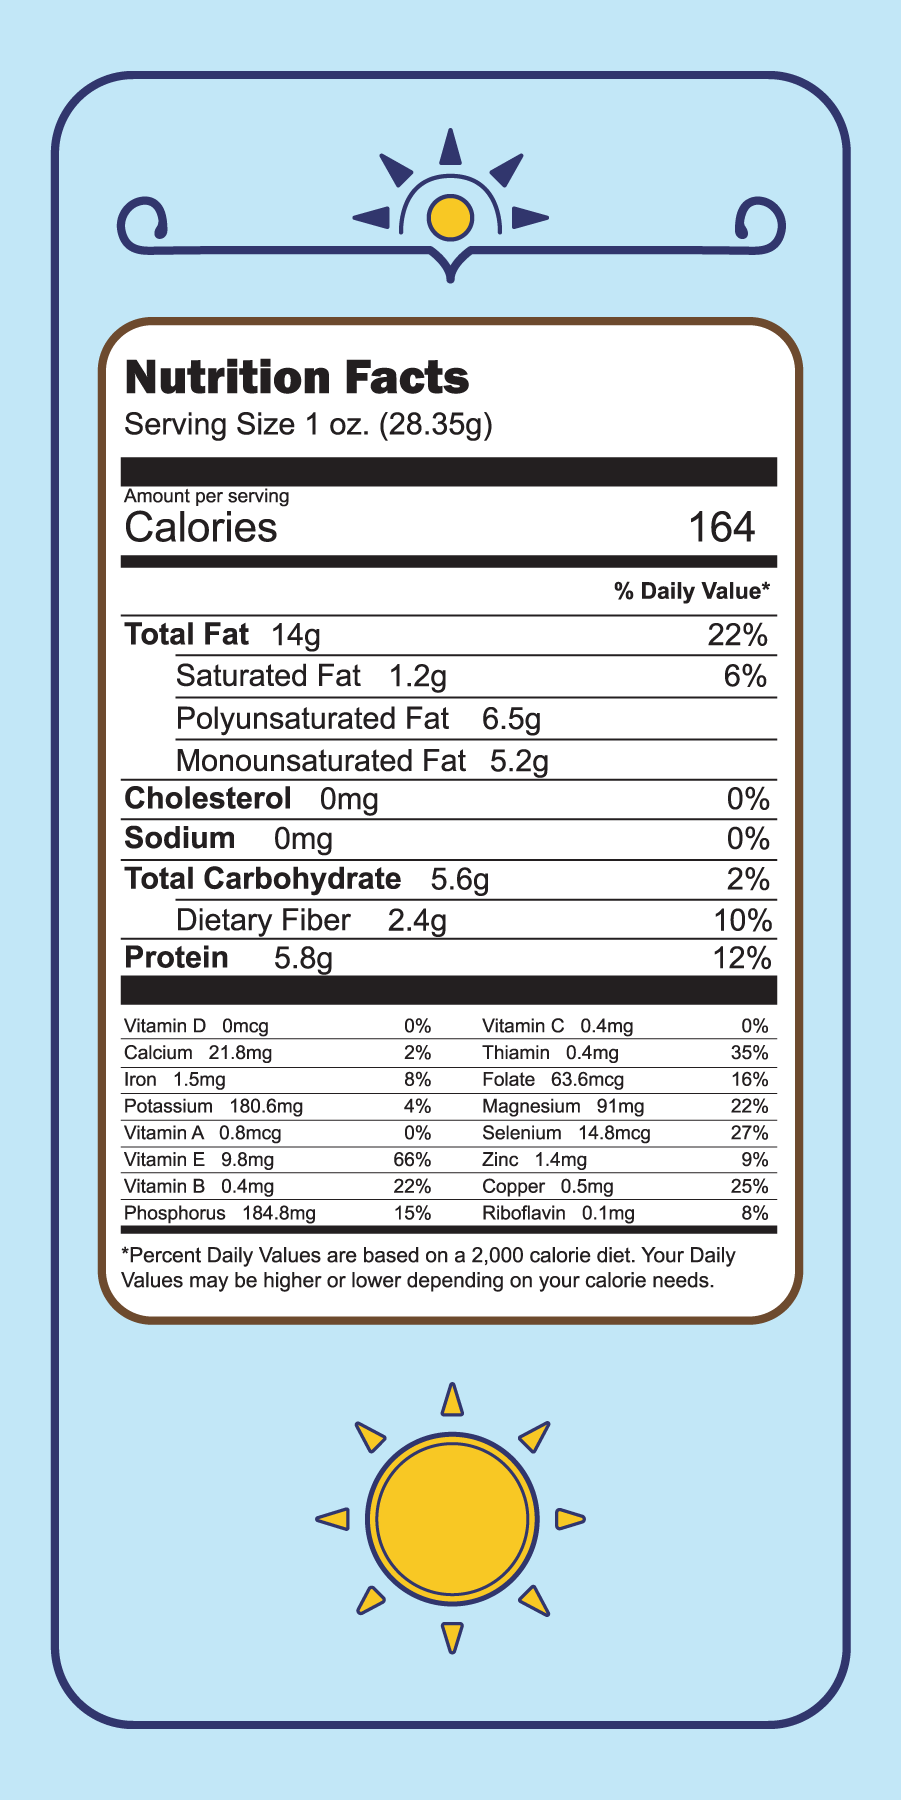 Nutrition Facts
Serving Size 1 oz. (28.35g)
Amount per serving
Calories 164
% Daily Value*
Total Fat 14g 22%
Saturated Fat 1.2g 6%
Polyunsaturated Fat 6.5g
Monounsaturated Fat 5.2g
Cholesterol 0mg 0%
Sodium 0mg 0%
Total Carbohydrate 5.6g 2%
Dietary Fiber 2.4g 10%
Protein 5.8g 12%
Vitamin D 0mcg 0% Vitamin C 0.4mg 0%
Calcium 21.8mg 2% Thiamin 0.4mg 35%
Iron 1.5mg 8% Folate 63.6mcg 16%
Potassium 180.6mg 4% Magnesium 91mg 22%
Vitamin A 0.8mcg 0% Selenium 14.8mcg 27%
Vitamin E 9.8mg 66% Zinc 1.4mg 9%
Vitamin B 0.4mg 22% Copper 0.5mg 25%
Phosphorus 184.8mg 15% Riboflavin 0.1mg 8%
*Percent Daily Values are based on a 2,000 calorie diet. Your Daily
Values may be higher or lower depending on your calorie needs.